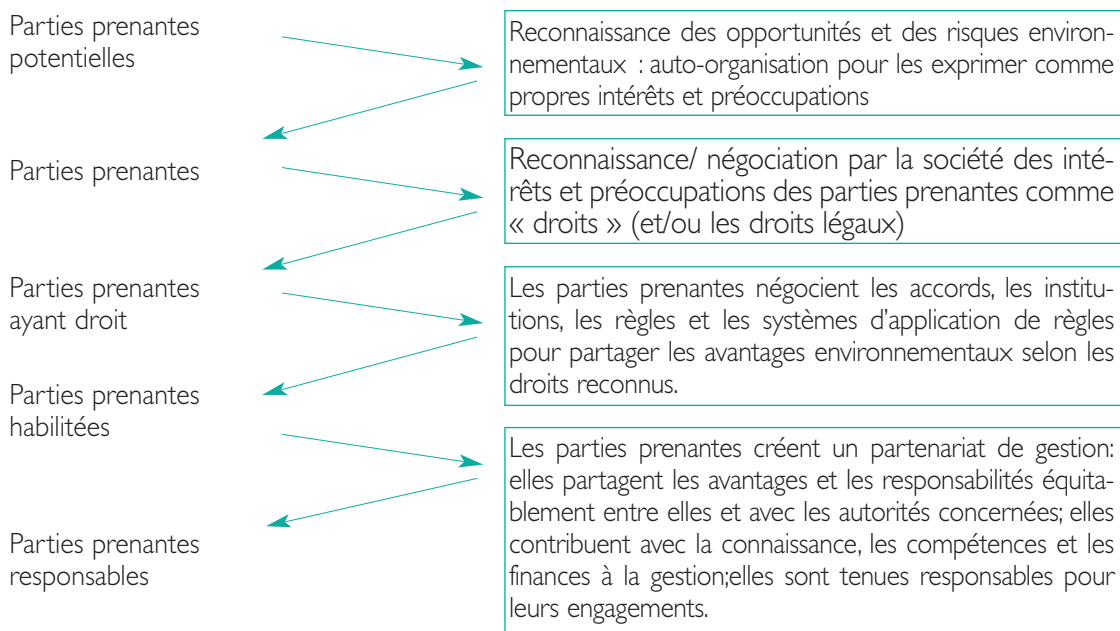 Parties prenantes
potentielles
Reconnaissance des opportunités et des risques environ-
nementaux : auto-organisation pour les exprimer comme
propres intérêts et préoccupations
Parties prenantes
Reconnaissance/ négociation par la société des inté-
rêts et préoccupations des parties prenantes comme
« droits » (et/ou les droits légaux)
Parties prenantes
ayant droit
Les parties prenantes négocient les accords, les institu-
tions, les règles et les systèmes d'application de règles
pour partager les avantages environnementaux selon les
droits reconnus.
Parties prenantes
habilitées
Les parties prenantes créent un partenariat de gestion:
elles partagent les avantages et les responsabilités équita-
blement entre elles et avec les autorités concernées; elles
contribuent avec la connaissance, les compétences et les
finances à la gestion;elles sont tenues responsables pour
leurs engagements.
Parties prenantes
responsables